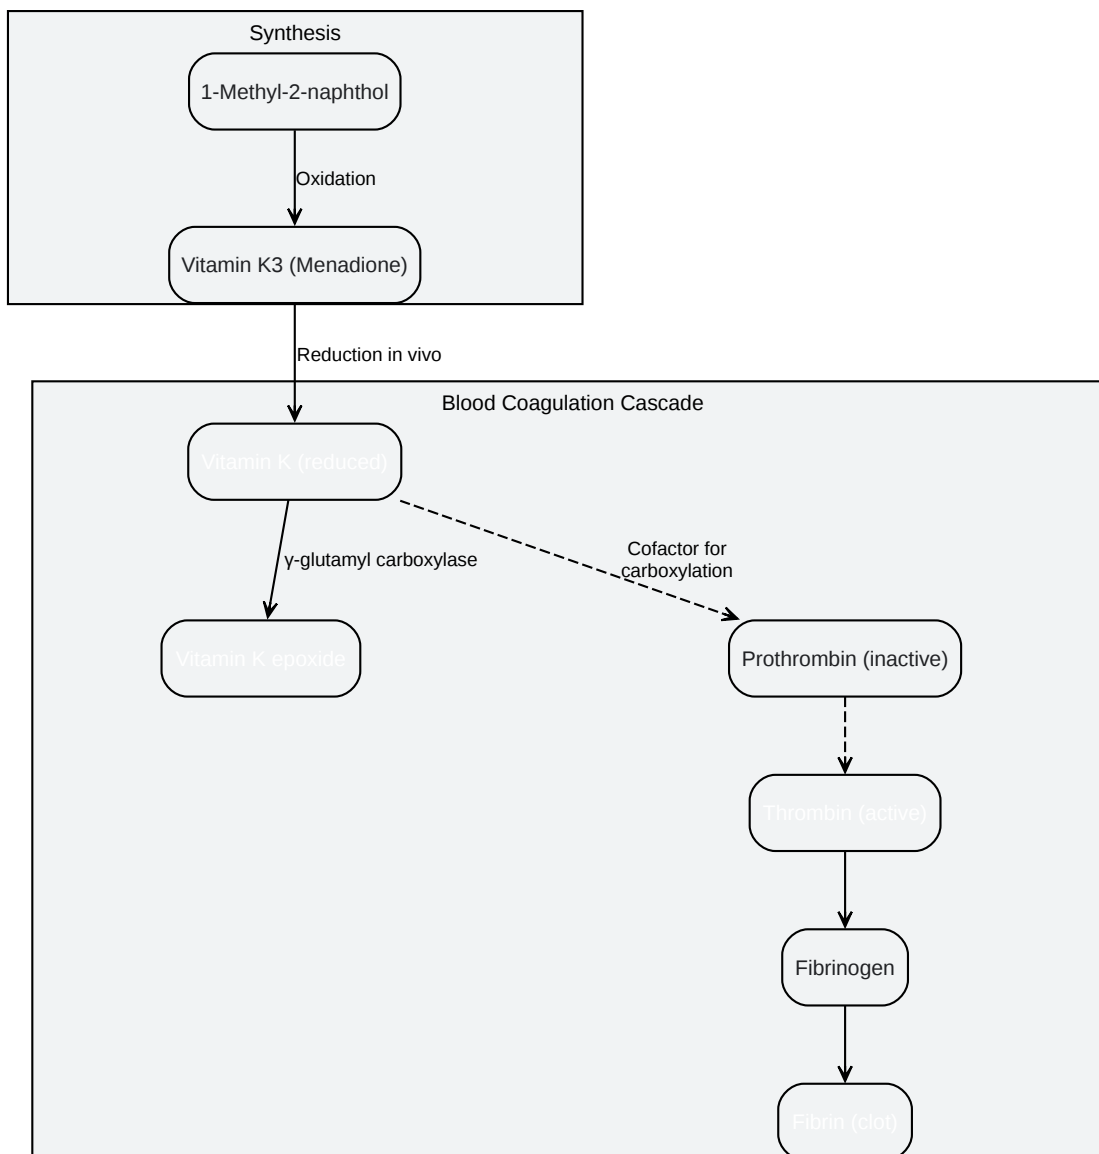 Synthesis
1-Methyl-2-naphthol
Oxidation
Vitamin K3 (Menadione)
Reduction in vivo
Blood Coagulation Cascade
Vitamin K (reduced)
γ-glutamyl carboxylase
Cofactor for
carboxylation
Vitamin K epoxide
Prothrombin (inactive)
Thrombin (active)
Fibrinogen
Fibrin (clot)